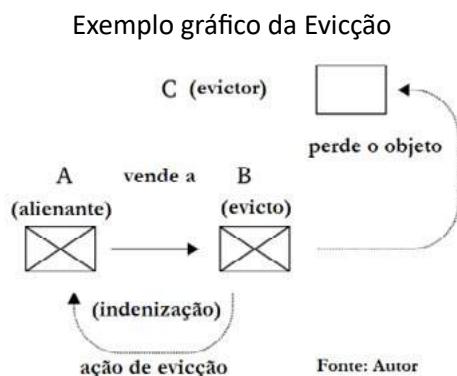 Exemplo gráfico da Evicção
C (evictor)
perde o objeto
A vende a B
(alienante) (evicto)
(indenização)
ação de evicção Fonte: Autor